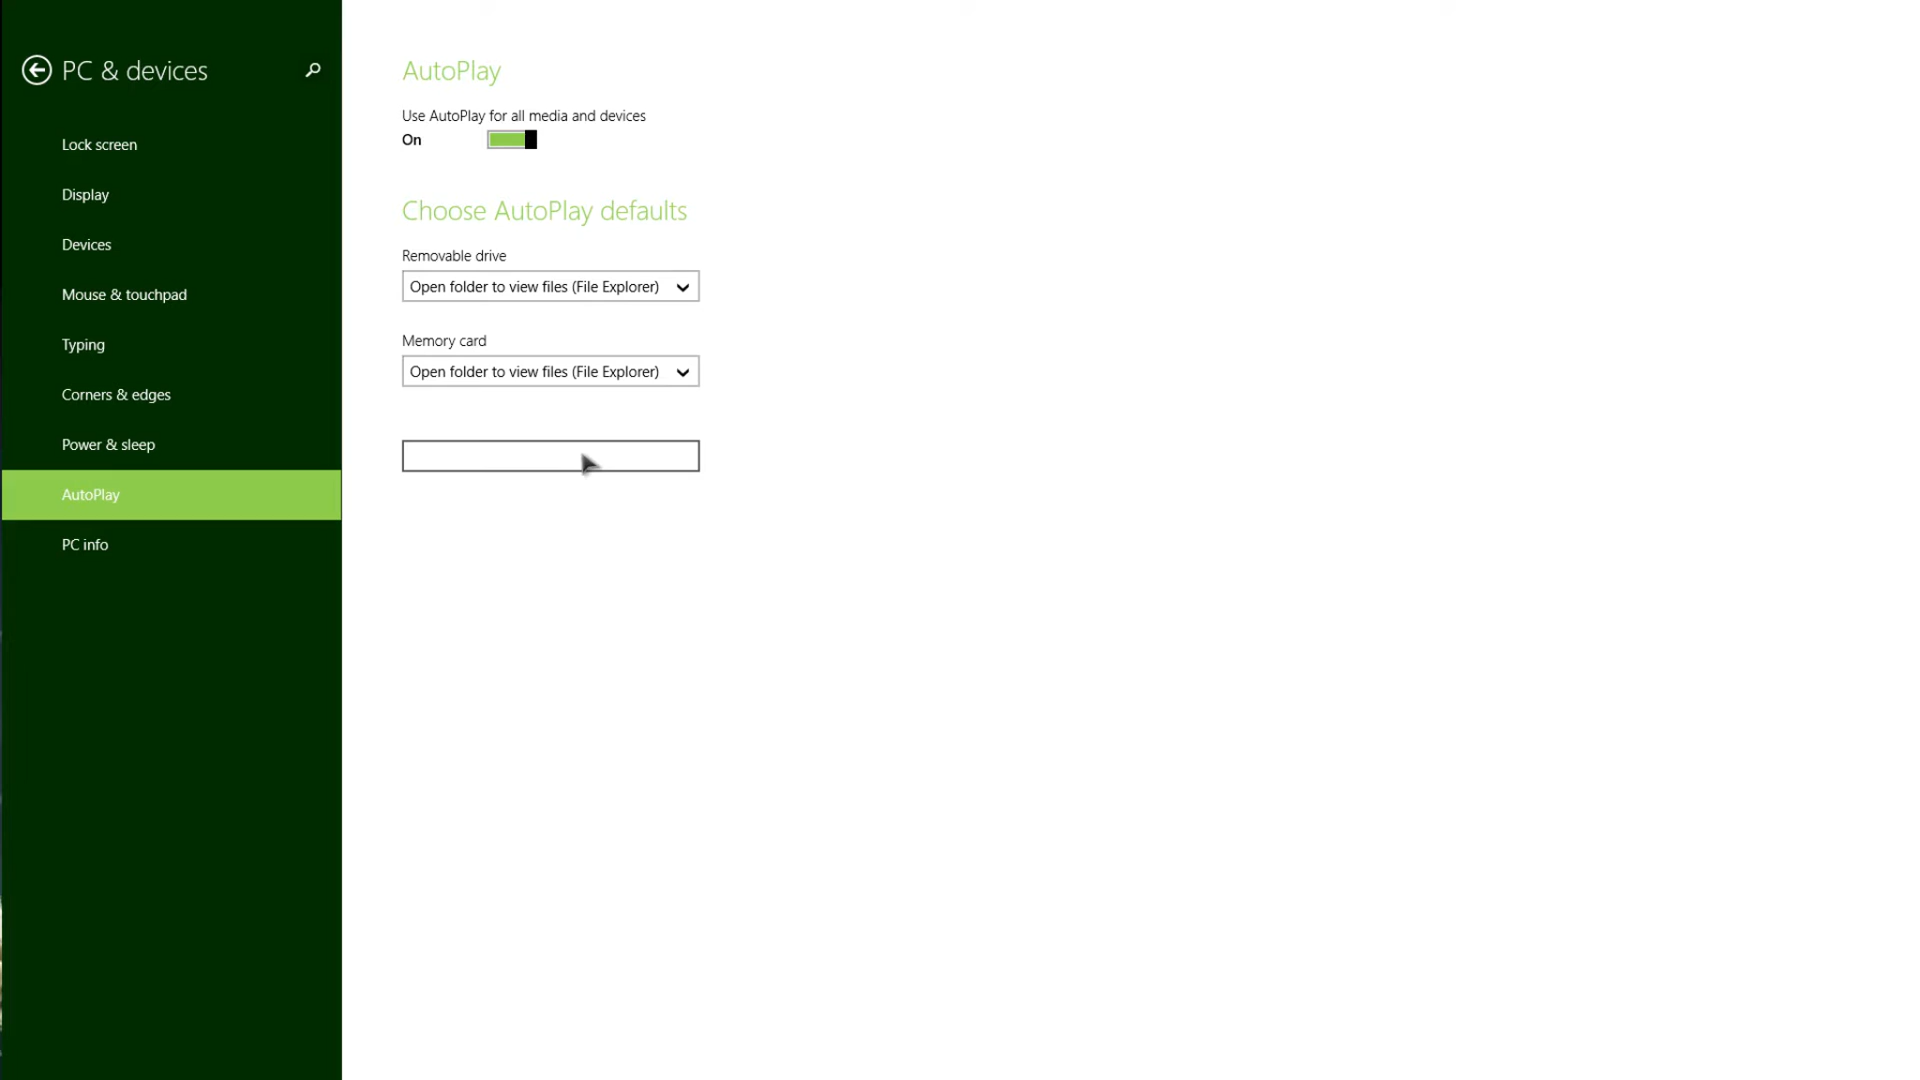 PC & devices
Lock screen
Display
Devices
Mouse & touchpad
Typing
Corners & edges
Power & sleep
AutoPlay
PC info
AutoPlay
Use AutoPlay for all media and devices
On
Choose AutoPlay defaults
Removable drive
Open folder to view files (File Explorer)
Memory card
Open folder to view files (File Explorer)